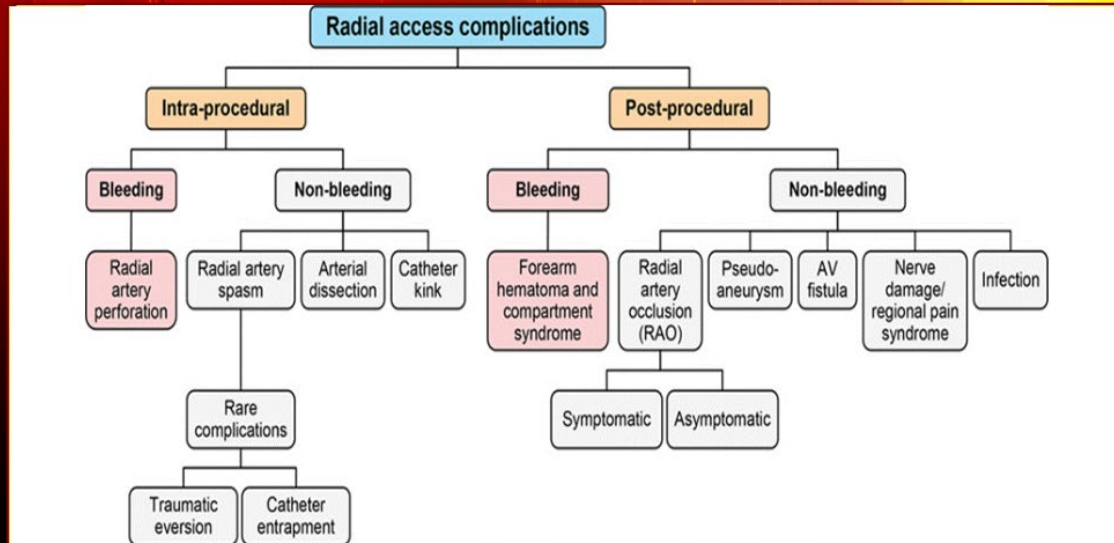 Radial access complications
Intra-procedural
Post-procedural
Bleeding
Non-bleeding
Bleeding
Non-bleeding
Radial
artery
perforation
Radial artery
spasm
Arterial
dissection
Catheter
kink
Forearm
hematoma and
compartment
syndrome
Radial
artery
occlusion
(RAO)
Pseudo-
aneurysm
AV
fistula
Nerve
damage/
regional pain
syndrome
Infection
Rare
complications
Symptomatic
Asymptomatic
Traumatic
eversion
Catheter
entrapment